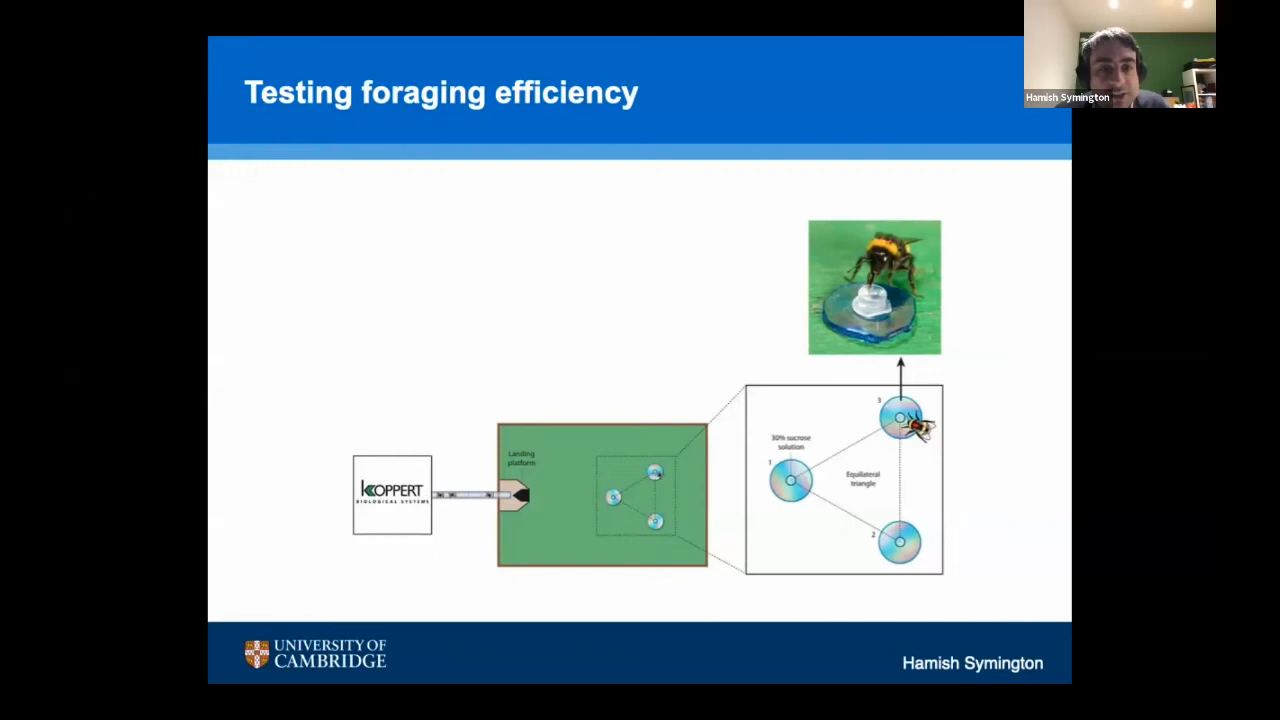 Testing foraging efficiency
Hamish Symington
KOPPERT
BIOLOGICAL SYSTEMS
Landing
platform
30% sucrose
solution
1
2
3
Equilateral
triangle
UNIVERSITY OF
CAMBRIDGE
Hamish Symington